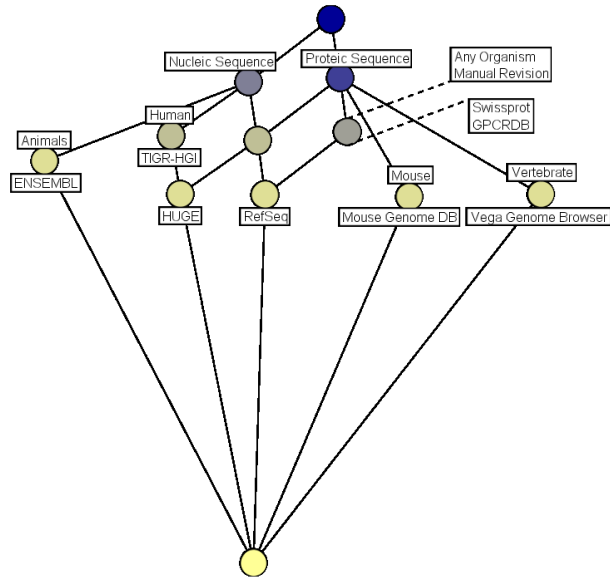 Nucleic Sequence
Proteic Sequence
Any Organism
Manual Revision
Human
Swissprot
GPCRDB
Animals
TIGR-HGI
Mouse
Vertebrate
ENSEMBL
HUGE
RefSeq
Mouse Genome DB
Vega Genome Browser